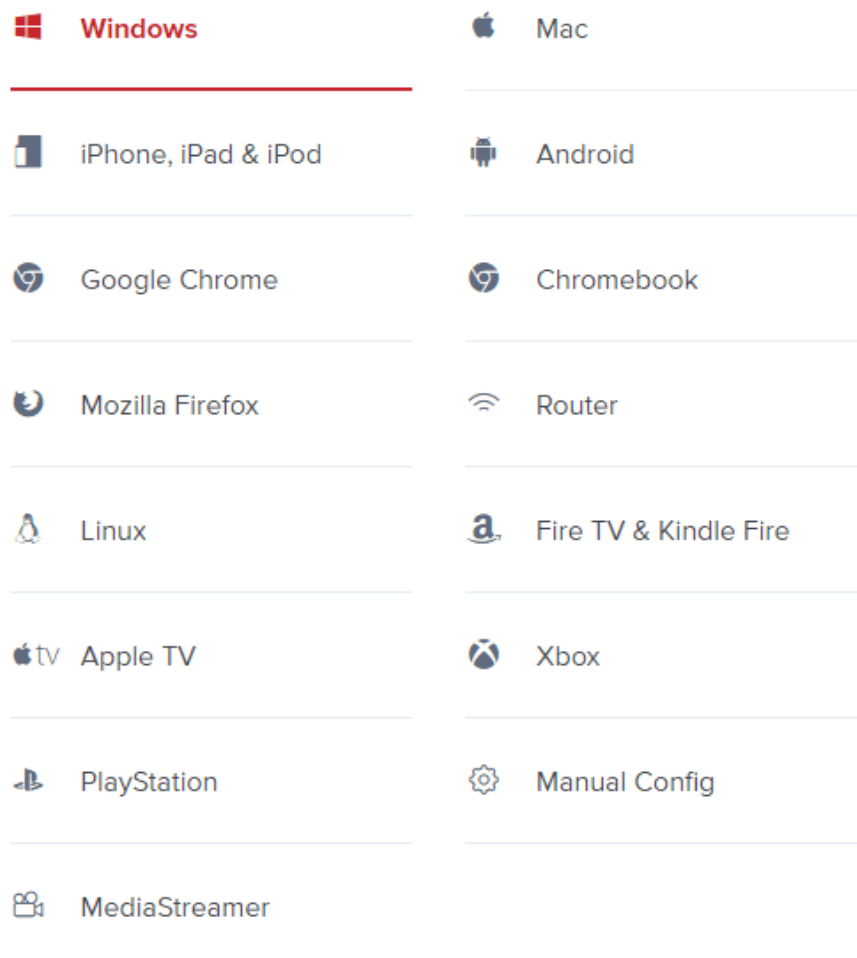 Windows
Mac
iPhone, iPad & iPod
Android
Google Chrome
Chromebook
Mozilla Firefox
Router
Linux
a
Fire TV & Kindle Fire
tv
Apple TV
Xbox
PlayStation
Manual Config
MediaStreamer